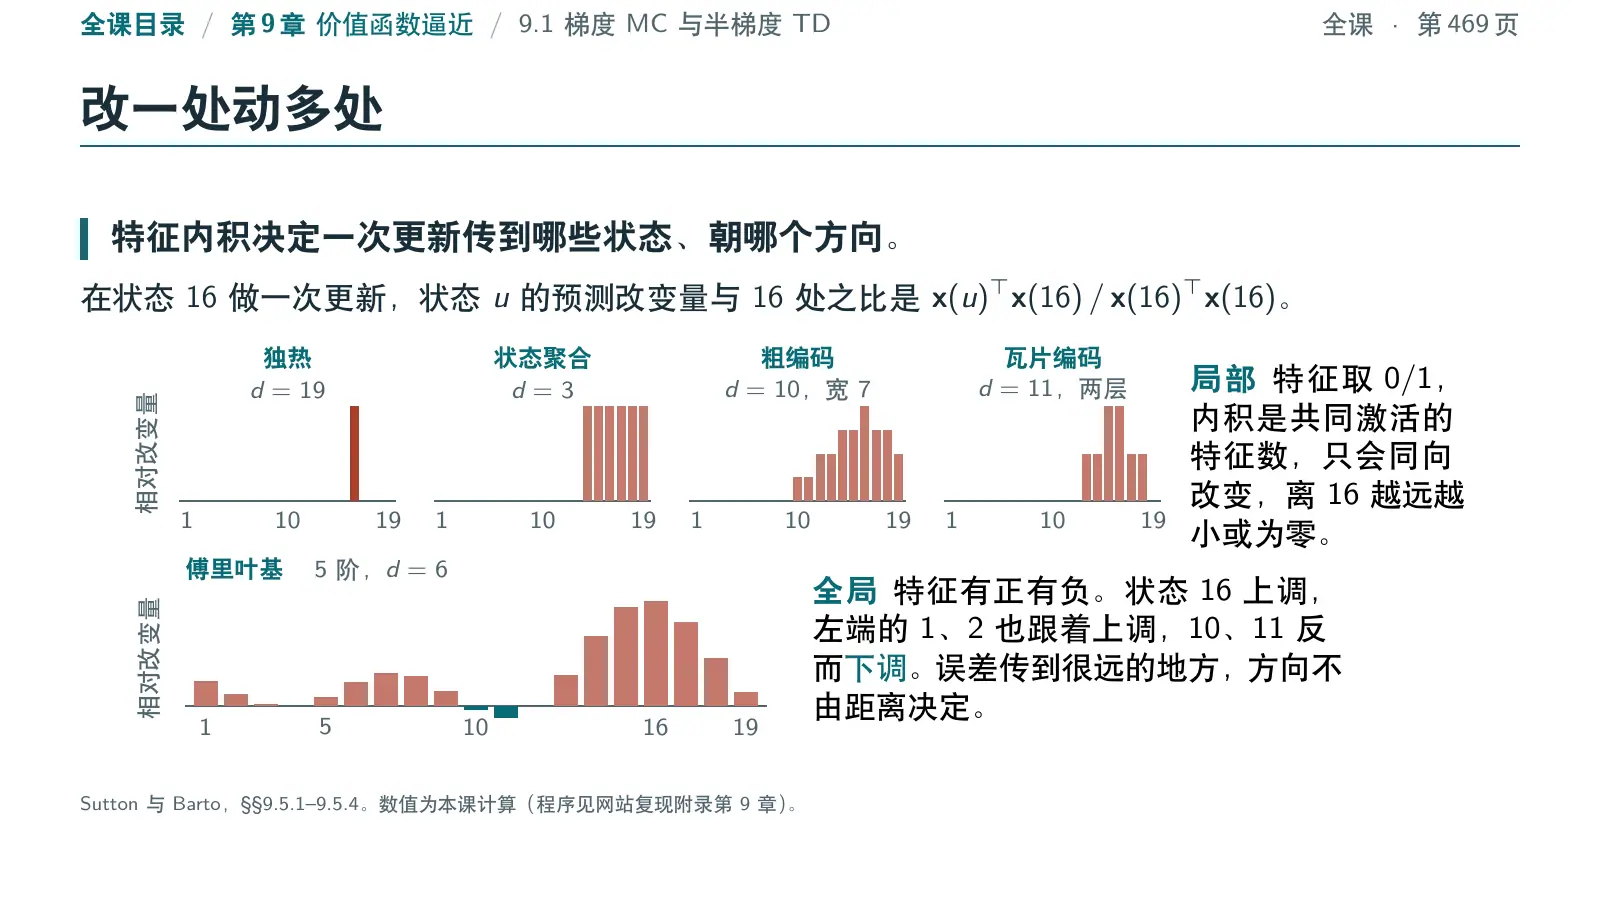 全课目录 / 第 9 章 价值函数逼近 / 9.1 梯度 MC 与半梯度 TD
全课 · 第 469 页
改一处动多处
特征内积决定一次更新传到哪些状态、朝哪个方向。
在状态 16 做一次更新，状态 u 的预测改变量与 16 处之比是 x(u)⊤x(16) / x(16)⊤x(16)。
独热
d = 19
相对改变量
1 10 19
状态聚合
d = 3
1 10 19
粗编码
d = 10，宽 7
1 10 19
瓦片编码
d = 11，两层
1 10 19
局部 特征取 0/1，
内积是共同激活的
特征数，只会同向
改变，离 16 越远越
小或为零。
傅里叶基 5 阶，d = 6
相对改变量
1 5 10 16 19
全局 特征有正有负。状态 16 上调，
左端的 1、2 也跟着上调，10、11 反
而下调。误差传到很远的地方，方向不
由距离决定。
Sutton 与 Barto，§§9.5.1–9.5.4。数值为本课计算（程序见网站复现附录第 9 章）。